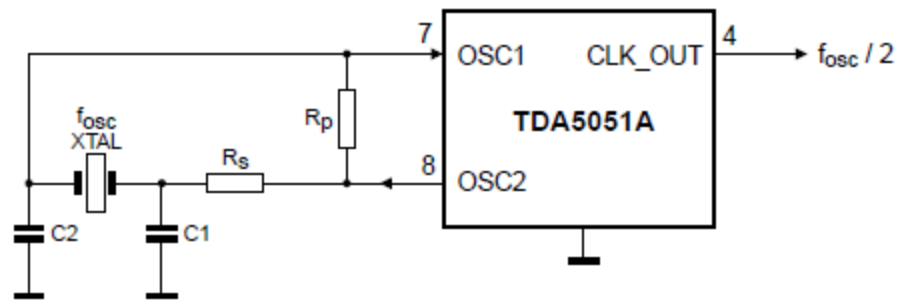 7
OSC1
CLK_OUT
4
fosc / 2
TDA5051A
Rp
fosc
XTAL
Rs
8
OSC2
C2
C1